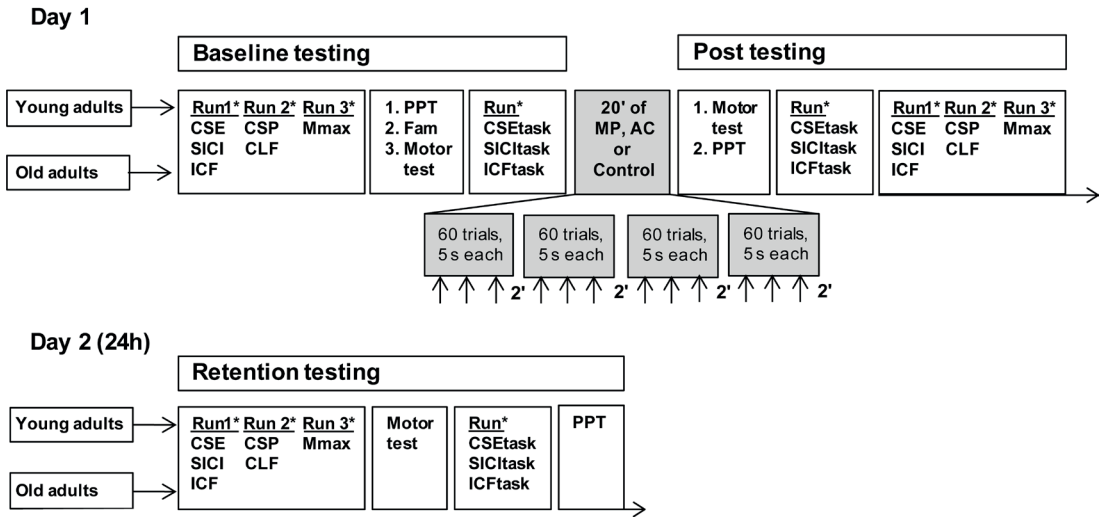 Day 1
Baseline testing
Post testing
Young adults
Old adults
Run1* Run 2* Run 3*
CSE CSP Mmax
SICI CLF
ICF
1. PPT
2. Fam
3. Motor
test
Run*
CSEtask
SICItask
ICFtask
20' of
MP, AC
or
Control
1. Motor
test
2. PPT
Run*
CSEtask
SICItask
ICFtask
Run1* Run 2* Run 3*
CSE CSP Mmax
SICI CLF
ICF
60 trials,
5 s each
60 trials,
5 s each
60 trials,
5 s each
60 trials,
5 s each
2'
2'
2'
2'
Day 2 (24h)
Retention testing
Young adults
Old adults
Run1* Run 2* Run 3*
CSE CSP Mmax
SICI CLF
ICF
Motor
test
Run*
CSEtask
SICItask
ICFtask
PPT